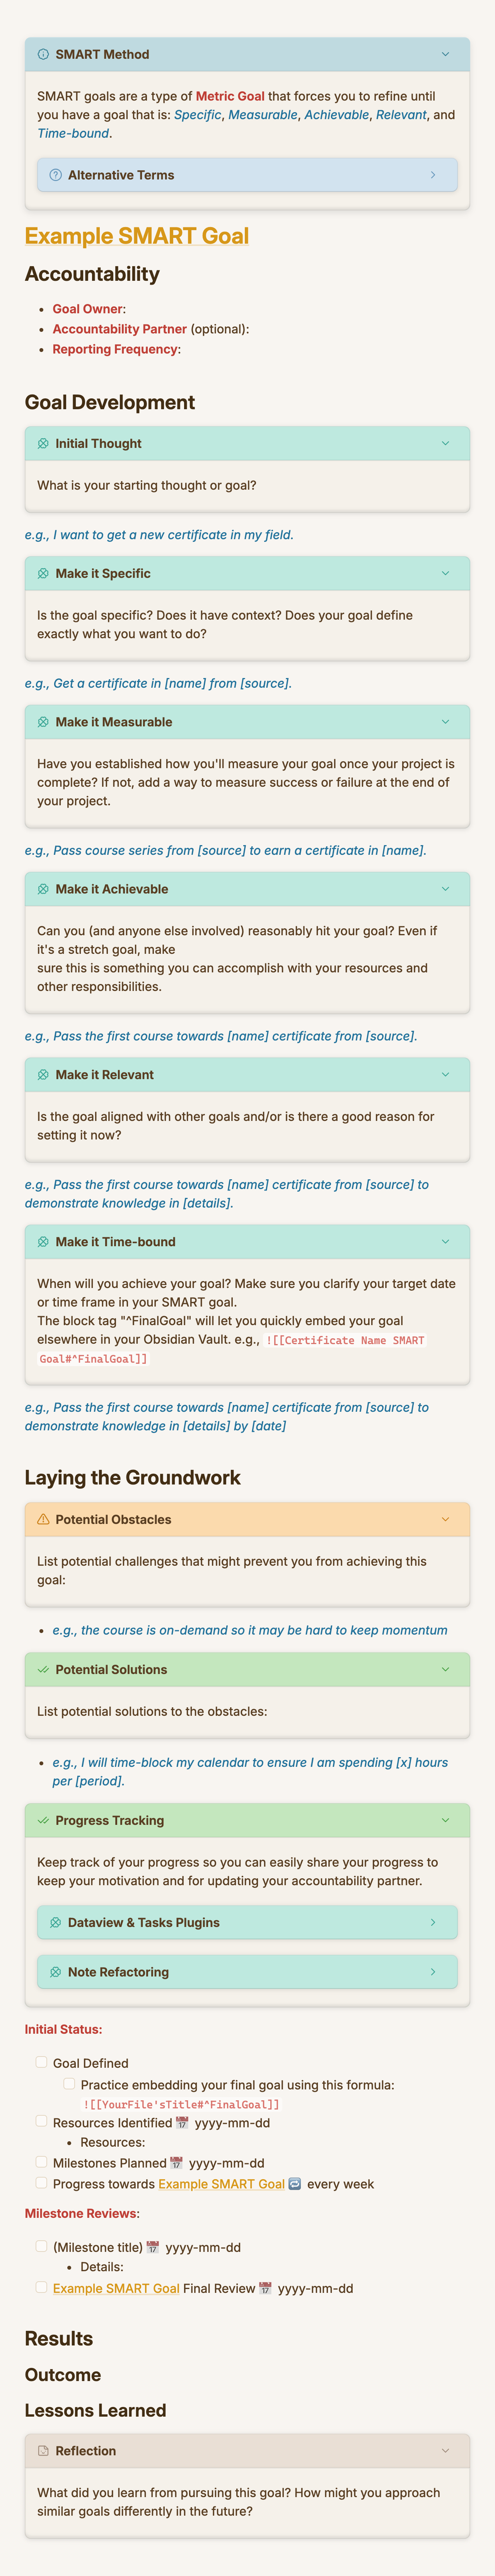 SMART Method
SMART goals are a type of Metric Goal that forces you to refine until
you have a goal that is: Specific, Measurable, Achievable, Relevant, and
Time-bound.
Alternative Terms
Example SMART Goal
Accountability
• Goal Owner:
• Accountability Partner (optional):
• Reporting Frequency:
Goal Development
Initial Thought
What is your starting thought or goal?
e.g., I want to get a new certificate in my field.
Make it Specific
Is the goal specific? Does it have context? Does your goal define
exactly what you want to do?
e.g., Get a certificate in [name] from [source].
Make it Measurable
Have you established how you'll measure your goal once your project is
complete? If not, add a way to measure success or failure at the end of
your project.
e.g., Pass course series from [source] to earn a certificate in [name].
Make it Achievable
Can you (and anyone else involved) reasonably hit your goal? Even if
it's a stretch goal, make
sure this is something you can accomplish with your resources and
other responsibilities.
e.g., Pass the first course towards [name] certificate from [source].
Make it Relevant
Is the goal aligned with other goals and/or is there a good reason for
setting it now?
e.g., Pass the first course towards [name] certificate from [source] to
demonstrate knowledge in [details].
Make it Time-bound
When will you achieve your goal? Make sure you clarify your target date
or time frame in your SMART goal.
The block tag "^FinalGoal" will let you quickly embed your goal
elsewhere in your Obsidian Vault. e.g., ![[Certificate Name SMART
Goal#^FinalGoal]]
e.g., Pass the first course towards [name] certificate from [source] to
demonstrate knowledge in [details] by [date]
Laying the Groundwork
Potential Obstacles
List potential challenges that might prevent you from achieving this
goal:
• e.g., the course is on-demand so it may be hard to keep momentum
Potential Solutions
List potential solutions to the obstacles:
• e.g., I will time-block my calendar to ensure I am spending [x] hours
per [period].
Progress Tracking
Keep track of your progress so you can easily share your progress to
keep your motivation and for updating your accountability partner.
Dataview & Tasks Plugins
Note Refactoring
Initial Status:
Goal Defined
Practice embedding your final goal using this formula:
![[YourFile'sTitle#^FinalGoal]]
Resources Identified 📅 yyyy-mm-dd
• Resources:
Milestones Planned 📅 yyyy-mm-dd
Progress towards Example SMART Goal 🔁 every week
Milestone Reviews:
(Milestone title) 📅 yyyy-mm-dd
• Details:
Example SMART Goal Final Review 📅 yyyy-mm-dd
Results
Outcome
Lessons Learned
Reflection
What did you learn from pursuing this goal? How might you approach
similar goals differently in the future?